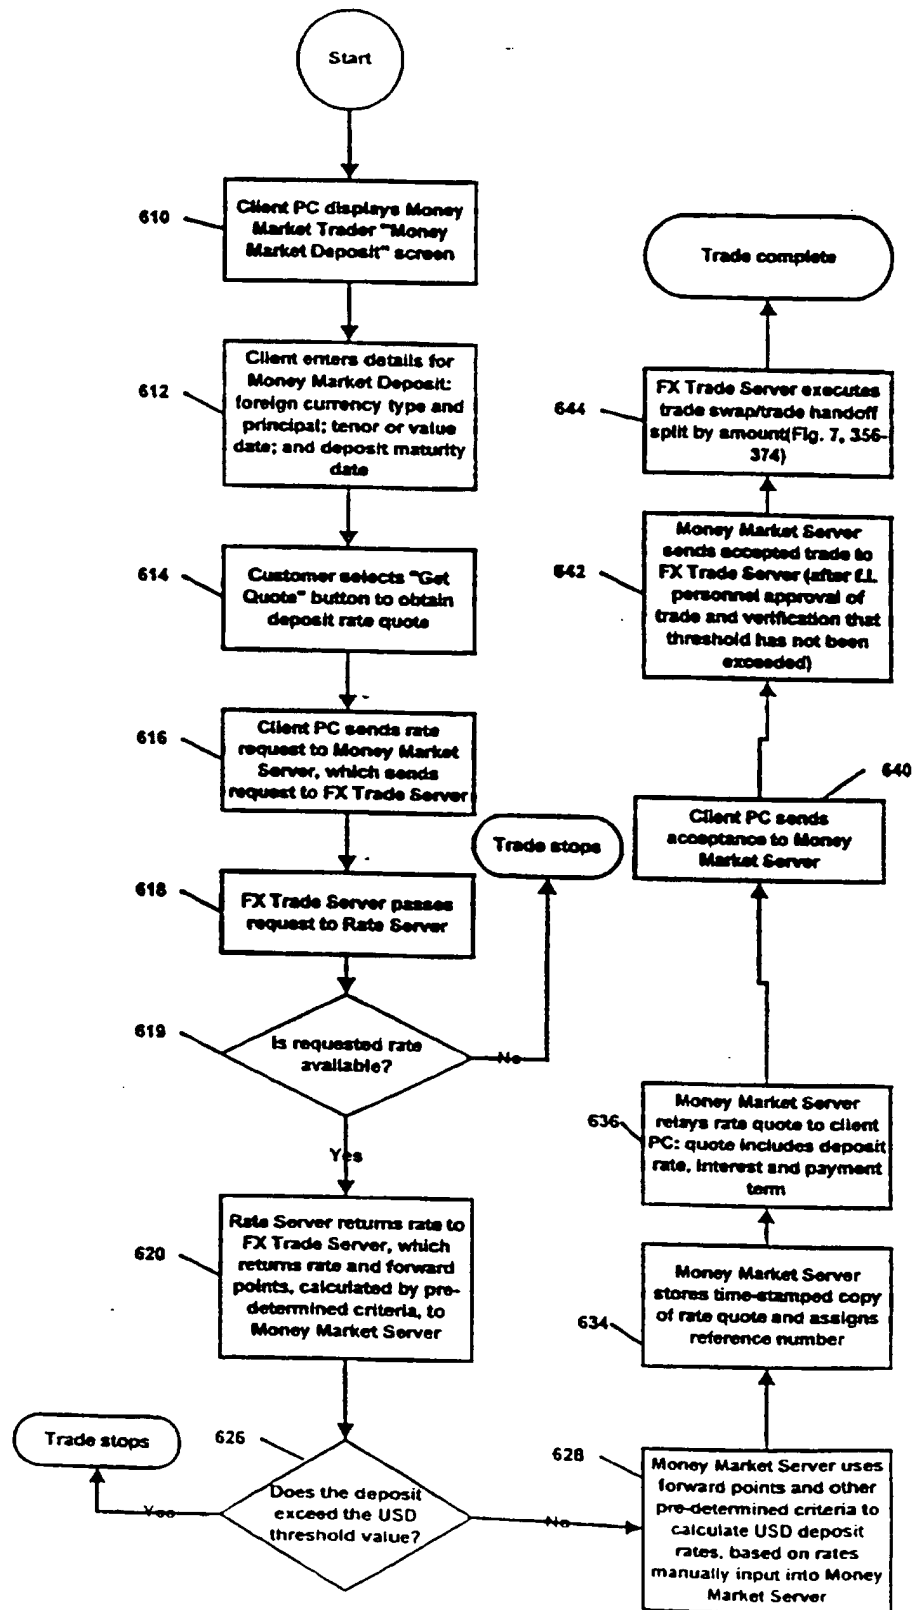 Start
610
Client PC displays Money
Market Trader "Money
Market Deposit" screen
612
Client enters details for
Money Market Deposit:
foreign currency type and
principal; tenor or value
date; and deposit maturity
date
614
Customer selects "Get
Quote" button to obtain
deposit rate quote
616
Client PC sends rate
request to Money Market
Server, which sends
request to FX Trade Server
618
FX Trade Server passes
request to Rate Server
619
Is requested rate
available?
No
Trade stops
Yes
620
Rate Server returns rate to
FX Trade Server, which
returns rate and forward
points, calculated by pre-
determined criteria, to
Money Market Server
626
Does the deposit
exceed the USD
threshold value?
Yes
Trade stops
No
628
Money Market Server uses
forward points and other
pre-determined criteria to
calculate USD deposit
rates, based on rates
manually input into Money
Market Server
634
Money Market Server
stores time-stamped copy
of rate quote and assigns
reference number
636
Money Market Server
relays rate quote to client
PC: quote includes deposit
rate, interest and payment
term
640
Client PC sends
acceptance to Money
Market Server
642
Money Market Server
sends accepted trade to
FX Trade Server (after f.i.
personnel approval of
trade and verification that
threshold has not been
exceeded)
644
FX Trade Server executes
trade swap/trade handoff
split by amount(Fig. 7, 356-
374)
Trade complete